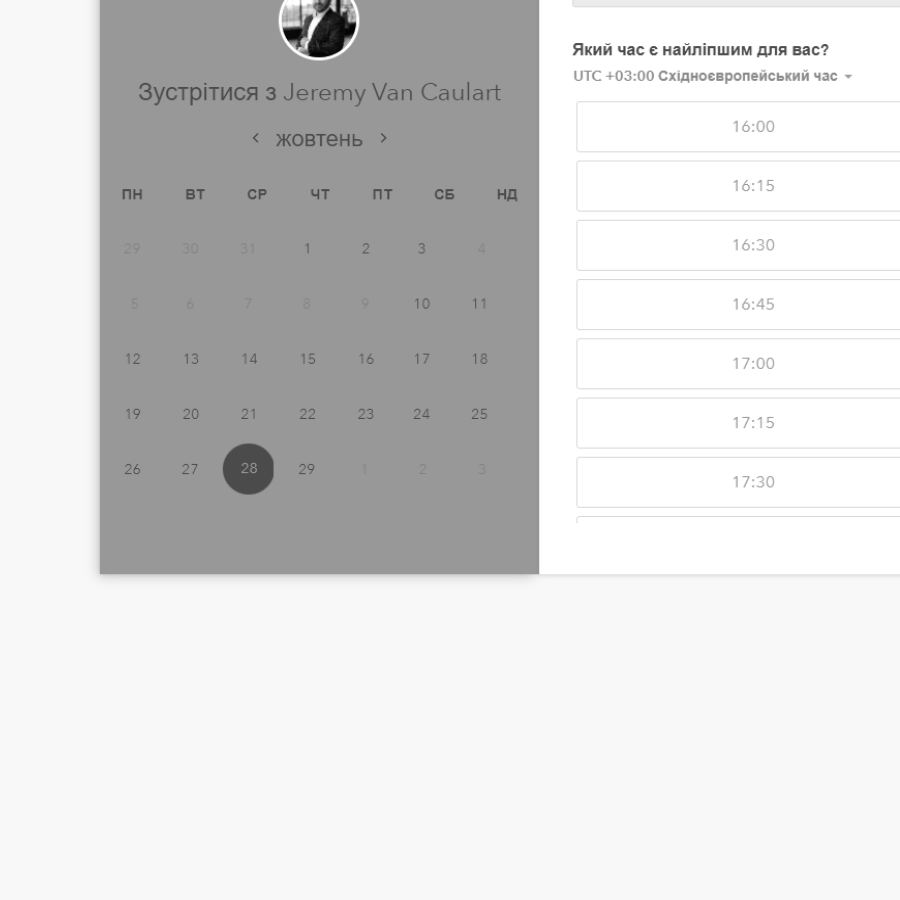 Зустрітися з Jeremy Van Caulart
‹ жовтень ›
ПН ВТ СР ЧТ ПТ СБ НД
29 30 31 1 2 3 4
5 6 7 8 9 10 11
12 13 14 15 16 17 18
19 20 21 22 23 24 25
26 27 28 29 1 2 3
Який час є найліпшим для вас?
UTC +03:00 Східноєвропейський час
16:00
16:15
16:30
16:45
17:00
17:15
17:30